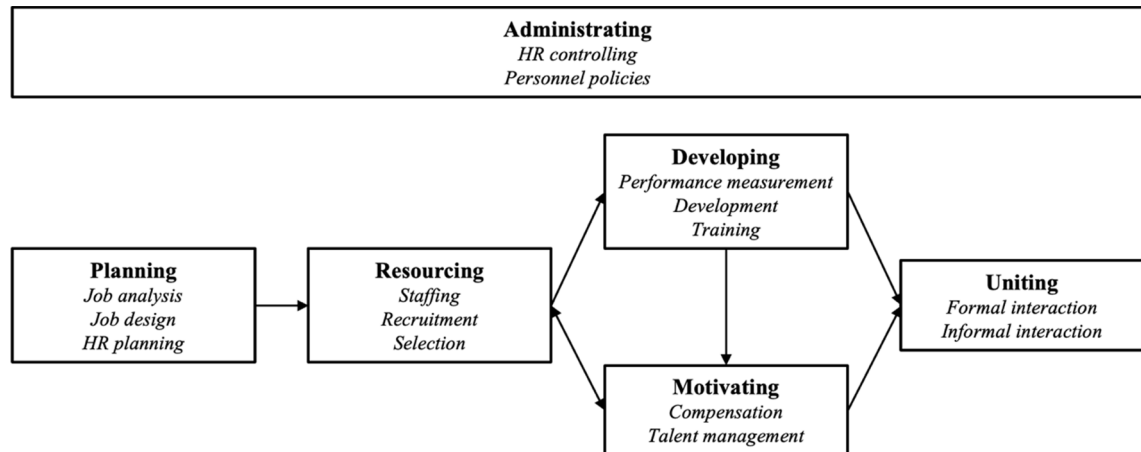 Administrating
HR controlling
Personnel policies
Planning
Job analysis
Job design
HR planning
Resourcing
Staffing
Recruitment
Selection
Developing
Performance measurement
Development
Training
Motivating
Compensation
Talent management
Uniting
Formal interaction
Informal interaction